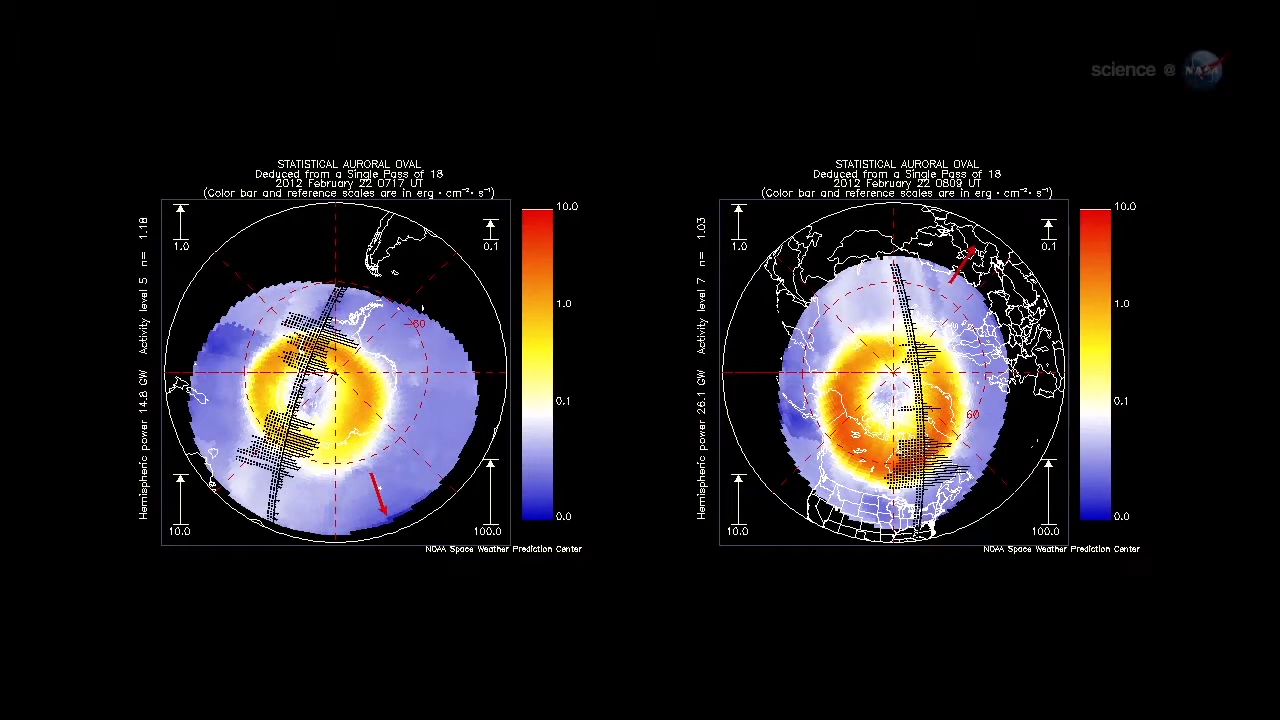 science @ NASA
STATISTICAL AURORAL OVAL
Deduced from a Single Pass of 18
2012 February 22 0717 UT
(Color bar and reference scales are in erg · cm⁻²· s⁻¹)
Hemispheric power 14.8 GW Activity level 5 n= 1.18
1.0
0.1
10.0
100.0
60
10.0
1.0
0.1
0.0
NOAA Space Weather Prediction Center
STATISTICAL AURORAL OVAL
Deduced from a Single Pass of 18
2012 February 22 0809 UT
(Color bar and reference scales are in erg · cm⁻²· s⁻¹)
Hemispheric power 26.1 GW Activity level 7 n= 1.03
1.0
0.1
10.0
100.0
60
10.0
1.0
0.1
0.0
NOAA Space Weather Prediction Center